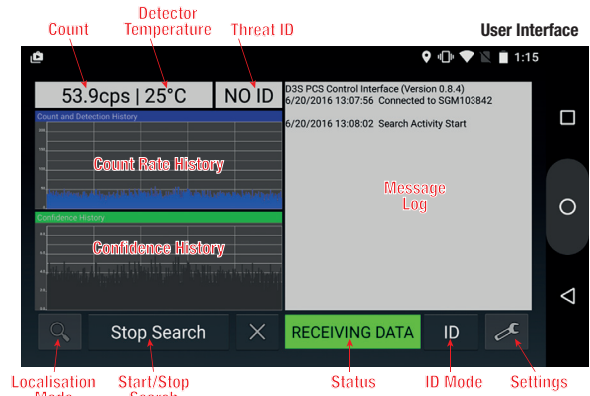 Detector
Count Temperature Threat ID User Interface
1:15
53.9cps | 25°C NO ID
D3S PCS Control Interface (Version 0.8.4)
6/20/2016 13:07:56 Connected to SGM103842
6/20/2016 13:08:02 Search Activity Start
Count and Detection History
Count Rate History
Message
Log
Confidence History
Confidence History
Stop Search RECEIVING DATA ID
Localisation Start/Stop Status ID Mode Settings
Mode Search